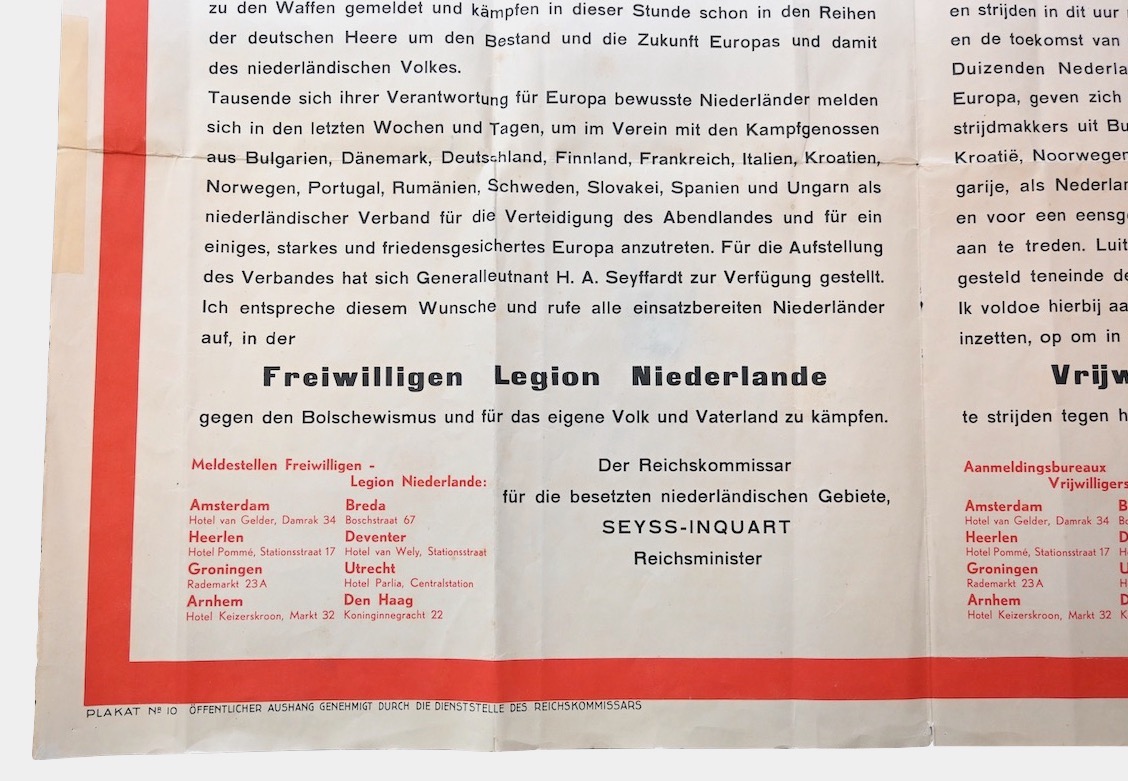 zu den Waffen gemeldet und kämpfen in dieser Stunde schon in den Reihen
der deutschen Heere um den Bestand und die Zukunft Europas und damit
des niederländischen Volkes.
Tausende sich ihrer Verantwortung für Europa bewusste Niederländer melden
sich in den letzten Wochen und Tagen, um im Verein mit den Kampfgenossen
aus Bulgarien, Dänemark, Deutschland, Finnland, Frankreich, Italien, Kroatien,
Norwegen, Portugal, Rumänien, Schweden, Slovakei, Spanien und Ungarn als
niederländischer Verband für die Verteidigung des Abendlandes und für ein
einiges, starkes und friedensgesichertes Europa anzutreten. Für die Aufstellung
des Verbandes hat sich Generalleutnant H. A. Seyffardt zur Verfügung gestellt.
Ich entspreche diesem Wunsche und rufe alle einsatzbereiten Niederländer
auf, in der
Freiwilligen Legion Niederlande
gegen den Bolschewismus und für das eigene Volk und Vaterland zu kämpfen.
Der Reichskommissar
für die besetzten niederländischen Gebiete,
SEYSS-INQUART
Reichsminister
Meldestellen Freiwilligen -
Legion Niederlande:
Amsterdam
Hotel van Gelder, Damrak 34
Heerlen
Hotel Pommé, Stationsstraat 17
Groningen
Rademarkt 23A
Arnhem
Hotel Keizerskroon, Markt 32
Breda
Boschstraat 67
Deventer
Hotel van Wely, Stationsstraat
Utrecht
Hotel Parlia, Centralstation
Den Haag
Koninginnegracht 22
en strijden in dit uur
en de toekomst van
Duizenden Nederla
Europa, geven zich
strijdmakkers uit Bu
Kroatië, Noorwegen
garije, als Nederlan
en voor een eensg
aan te treden. Luit
gesteld teneinde de
Ik voldoe hierbij aa
inzetten, op om in
Vrijw
te strijden tegen h
Aanmeldingsbureaux
Vrijwilligers
Amsterdam
Hotel van Gelder, Damrak 34
Heerlen
Hotel Pommé, Stationsstraat 17
Groningen
Rademarkt 23A
Arnhem
Hotel Keizerskroon, Markt 32
PLAKAT Nº 10 ÖFFENTLICHER AUSHANG GENEHMIGT DURCH DIE DIENSTSTELLE DES REICHSKOMMISSARS